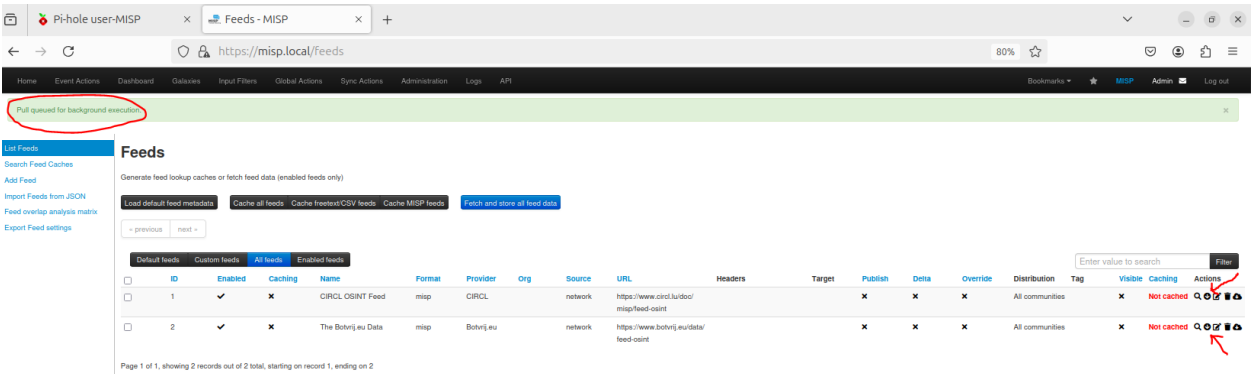 Pi-hole user-MISP × Feeds - MISP × +
https://misp.local/feeds 80%
Home Event Actions Dashboard Galaxies Input Filters Global Actions Sync Actions Administration Logs API Bookmarks MISP Admin Log out
Pull queued for background execution. ×
List Feeds
Search Feed Caches
Add Feed
Import Feeds from JSON
Feed overlap analysis matrix
Export Feed settings
Feeds
Generate feed lookup caches or fetch feed data (enabled feeds only)
Load default feed metadata Cache all feeds Cache freetext/CSV feeds Cache MISP feeds Fetch and store all feed data
« previous next »
Default feeds Custom feeds All feeds Enabled feeds Enter value to search Filter
ID Enabled Caching Name Format Provider Org Source URL Headers Target Publish Delta Override Distribution Tag Visible Caching Actions
1 CIRCL OSINT Feed misp CIRCL network https://www.circl.lu/doc/ All communities Not cached
misp/feed-osint
2 The Botvrij.eu Data misp Botvrij.eu network https://www.botvrij.eu/data/ All communities Not cached
feed-osint
Page 1 of 1, showing 2 records out of 2 total, starting on record 1, ending on 2